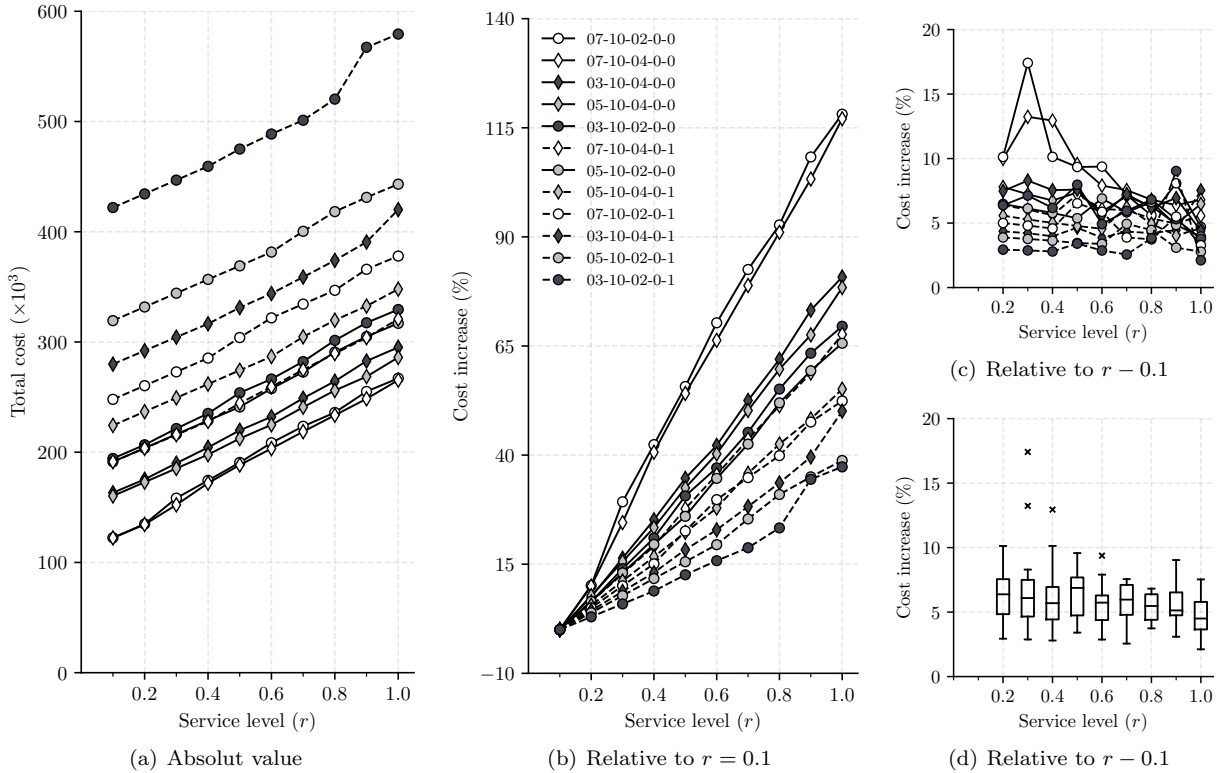 600
500
400
300
200
100
0
0.2 0.4 0.6 0.8 1.0
Total cost (×10³)
Service level (r)
(a) Absolut value
140
115
90
65
40
15
−10
0.2 0.4 0.6 0.8 1.0
Cost increase (%)
Service level (r)
07-10-02-0-0
07-10-04-0-0
03-10-04-0-0
05-10-04-0-0
03-10-02-0-0
07-10-04-0-1
05-10-02-0-0
05-10-04-0-1
07-10-02-0-1
03-10-04-0-1
05-10-02-0-1
03-10-02-0-1
(b) Relative to r = 0.1
20
15
10
5
0
0.2 0.4 0.6 0.8 1.0
Cost increase (%)
Service level (r)
(c) Relative to r − 0.1
20
15
10
5
0
0.2 0.4 0.6 0.8 1.0
Cost increase (%)
Service level (r)
(d) Relative to r − 0.1